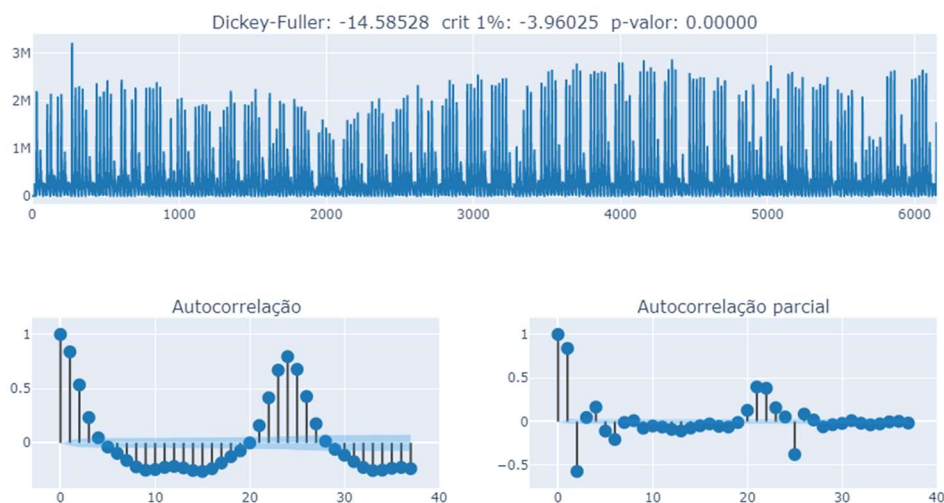 Dickey-Fuller: -14.58528 crit 1%: -3.96025 p-valor: 0.00000
3M
2M
1M
0
0 1000 2000 3000 4000 5000 6000
Autocorrelação
1
0.5
0
0 10 20 30 40
Autocorrelação parcial
1
0.5
0
−0.5
0 10 20 30 40